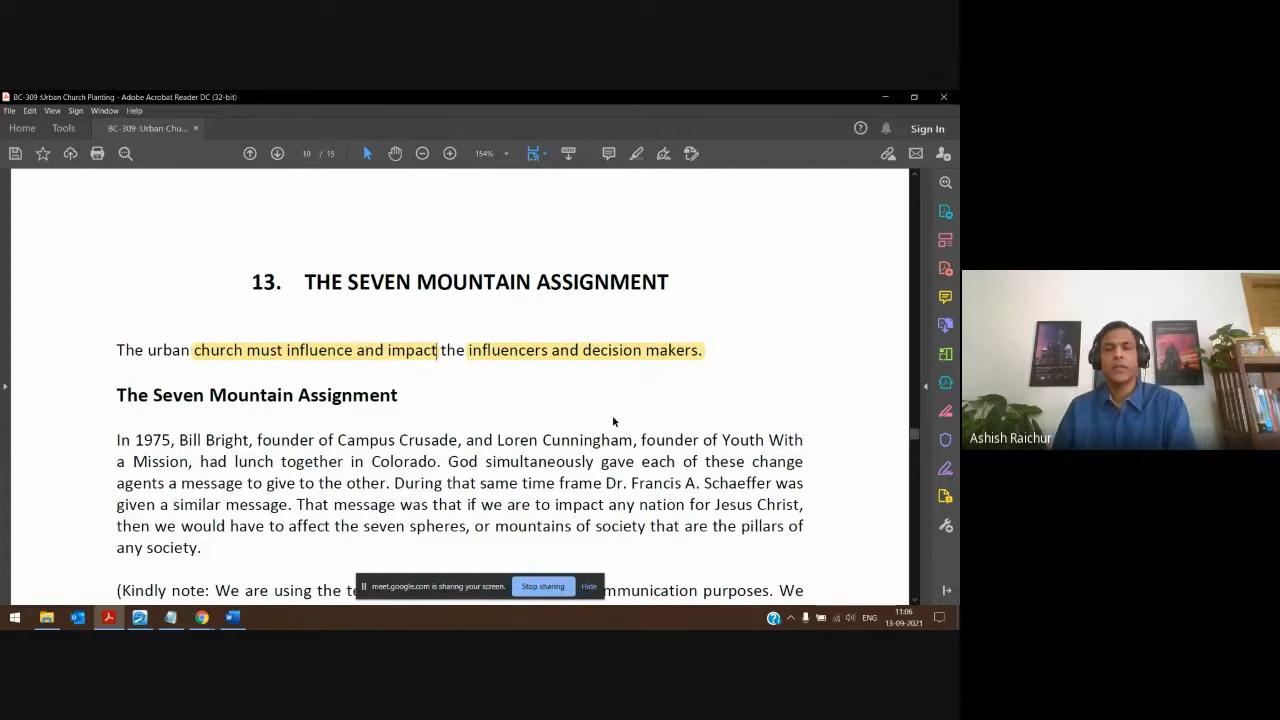 BC-309 :Urban Church Planting - Adobe Acrobat Reader DC (32-bit)
File Edit View Sign Window Help
Home Tools BC-309 :Urban Chu... × Sign In
10 / 15 154%
13. THE SEVEN MOUNTAIN ASSIGNMENT
The urban church must influence and impact the influencers and decision makers.
The Seven Mountain Assignment
In 1975, Bill Bright, founder of Campus Crusade, and Loren Cunningham, founder of Youth With
a Mission, had lunch together in Colorado. God simultaneously gave each of these change
agents a message to give to the other. During that same time frame Dr. Francis A. Schaeffer was
given a similar message. That message was that if we are to impact any nation for Jesus Christ,
then we would have to affect the seven spheres, or mountains of society that are the pillars of
any society.
(Kindly note: We are using the te mmunication purposes. We
meet.google.com is sharing your screen. Stop sharing Hide
ENG
11:06
13-09-2021
Ashish Raichur